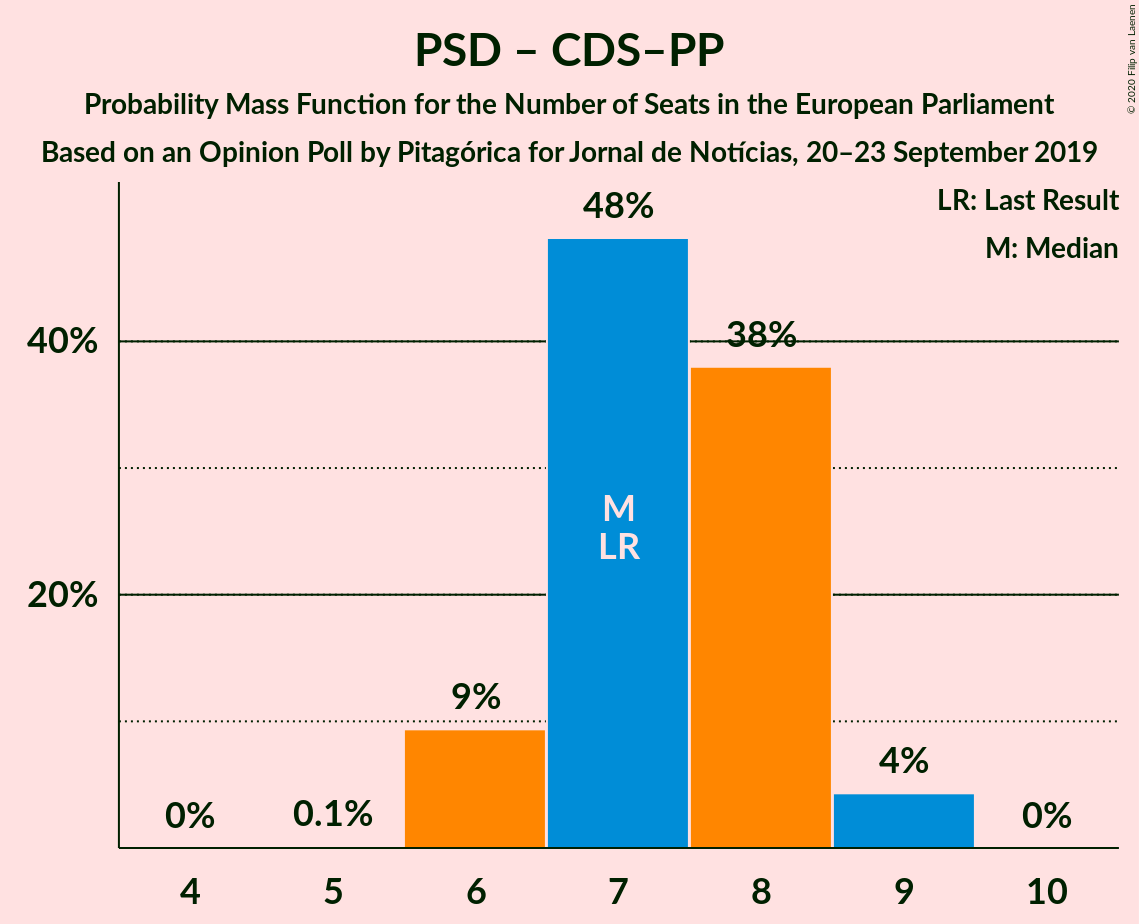 PSD – CDS–PP
Probability Mass Function for the Number of Seats in the European Parliament
Based on an Opinion Poll by Pitagórica for Jornal de Notícias, 20–23 September 2019
© 2020 Filip van Laenen
LR: Last Result
M: Median
48%
38%
9%
4%
0%
0.1%
0%
40%
20%
M
LR
4 5 6 7 8 9 10